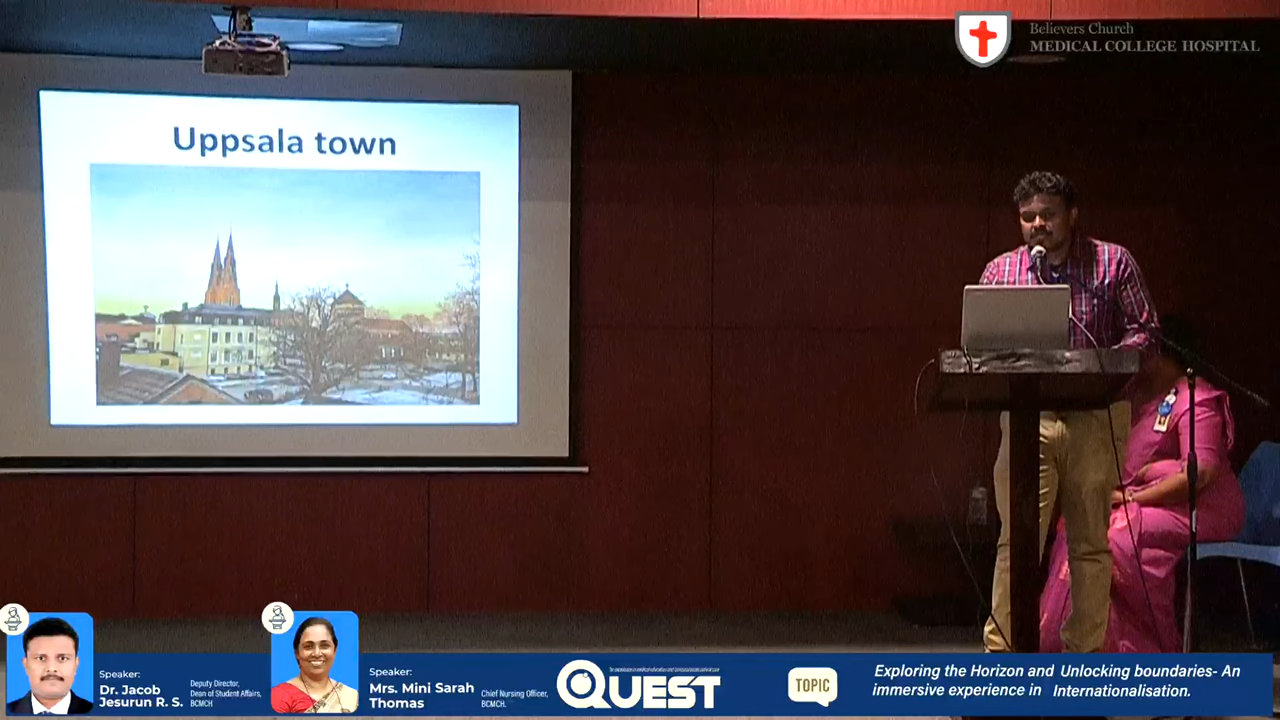 Believers Church
MEDICAL COLLEGE HOSPITAL
Uppsala town
Speaker:
Dr. Jacob
Jesurun R. S.
Deputy Director,
Dean of Student Affairs,
BCMCH
Speaker:
Mrs. Mini Sarah
Thomas
Chief Nursing Officer,
BCMCH.
QUEST
TOPIC
Exploring the Horizon and Unlocking boundaries- An
immersive experience in Internationalisation.